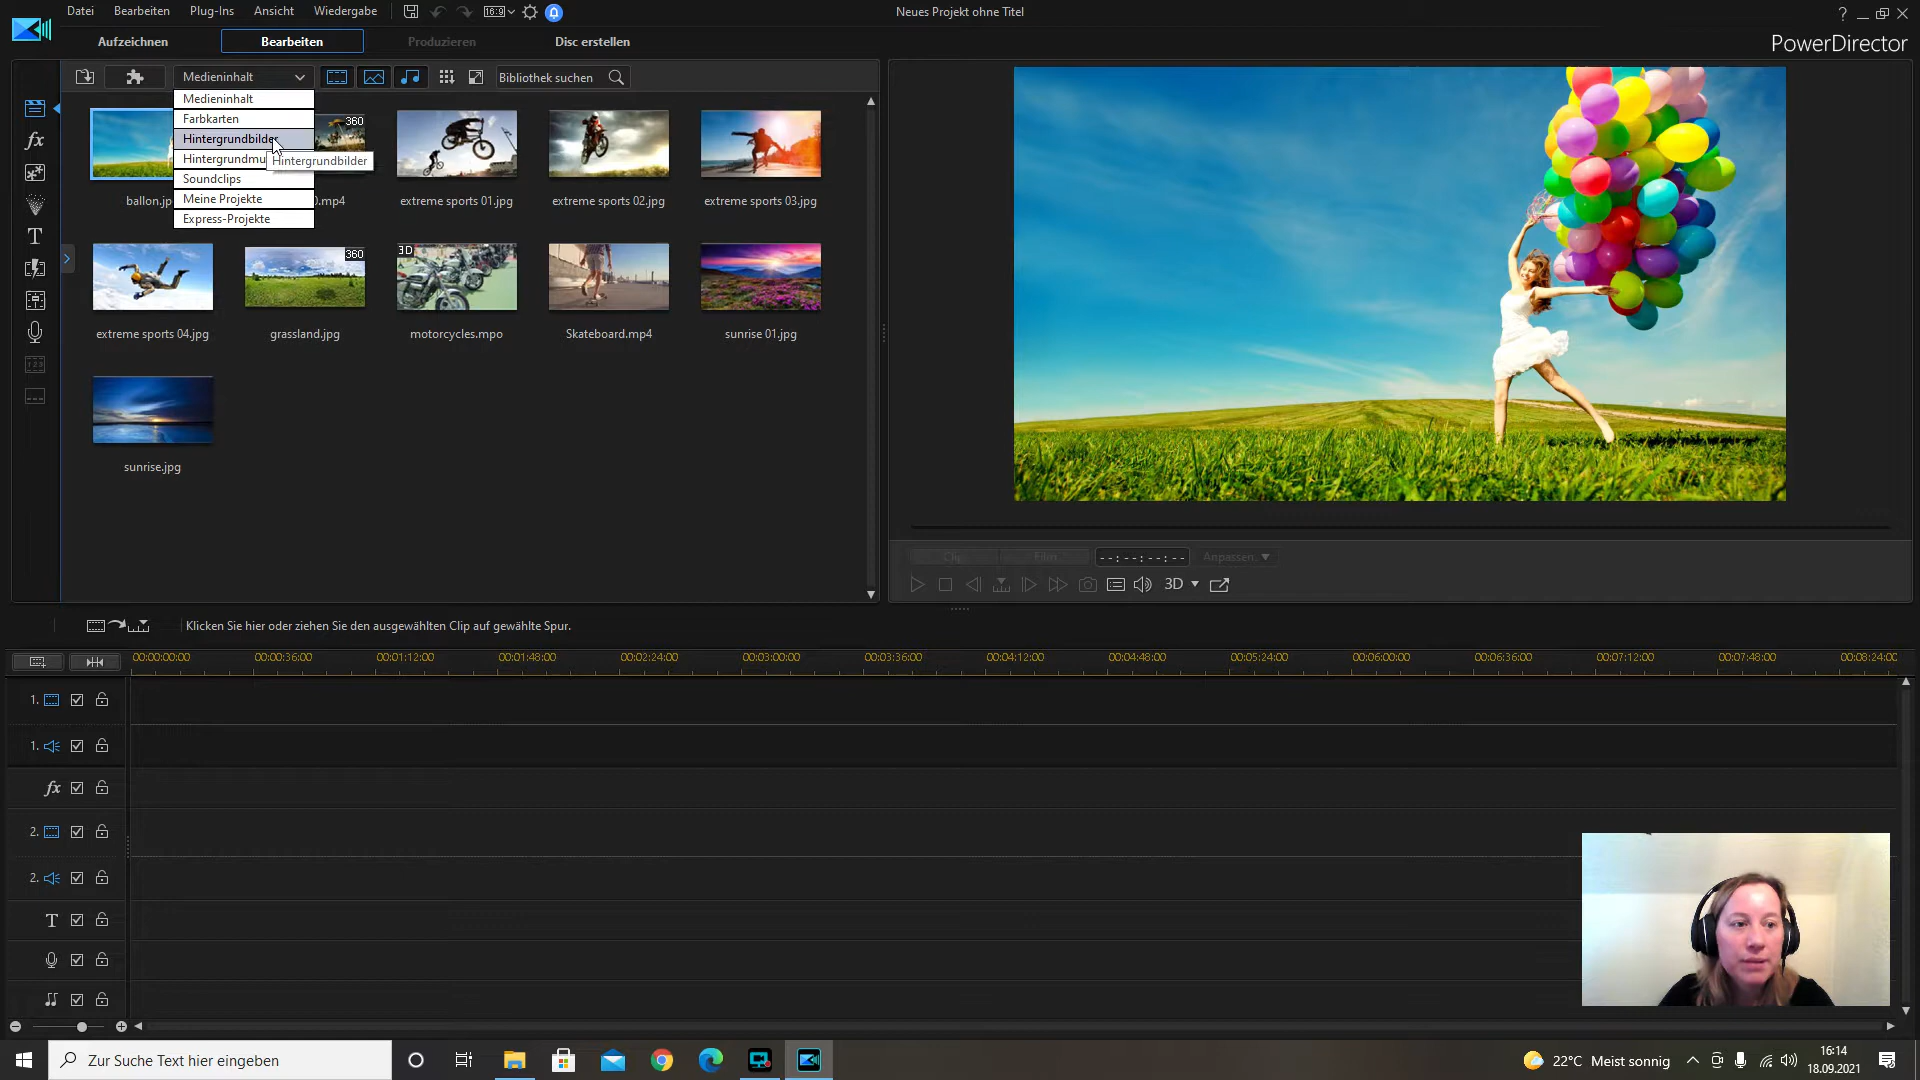 Datei Bearbeiten Plug-Ins Ansicht Wiedergabe 16:9 Neues Projekt ohne Titel ?
Aufzeichnen Bearbeiten Produzieren Disc erstellen PowerDirector
Medieninhalt Bibliothek suchen
Medieninhalt
Farbkarten
Hintergrundbilder
Hintergrundmu
Hintergrundbilder
Soundclips
Meine Projekte
Express-Projekte
360
ballon.jp 0.mp4 extreme sports 01.jpg extreme sports 02.jpg extreme sports 03.jpg
360 3D
extreme sports 04.jpg grassland.jpg motorcycles.mpo Skateboard.mp4 sunrise 01.jpg
sunrise.jpg
Clip Film --:--:--:-- Anpassen
3D
Klicken Sie hier oder ziehen Sie den ausgewählten Clip auf gewählte Spur.
00:00:00:00 00:00:36:00 00:01:12:00 00:01:48:00 00:02:24:00 00:03:00:00 00:03:36:00 00:04:12:00 00:04:48:00 00:05:24:00 00:06:00:00 00:06:36:00 00:07:12:00 00:07:48:00 00:08:24:00
1.
1.
fx
2.
2.
T
Zur Suche Text hier eingeben 22°C Meist sonnig 16:14
18.09.2021